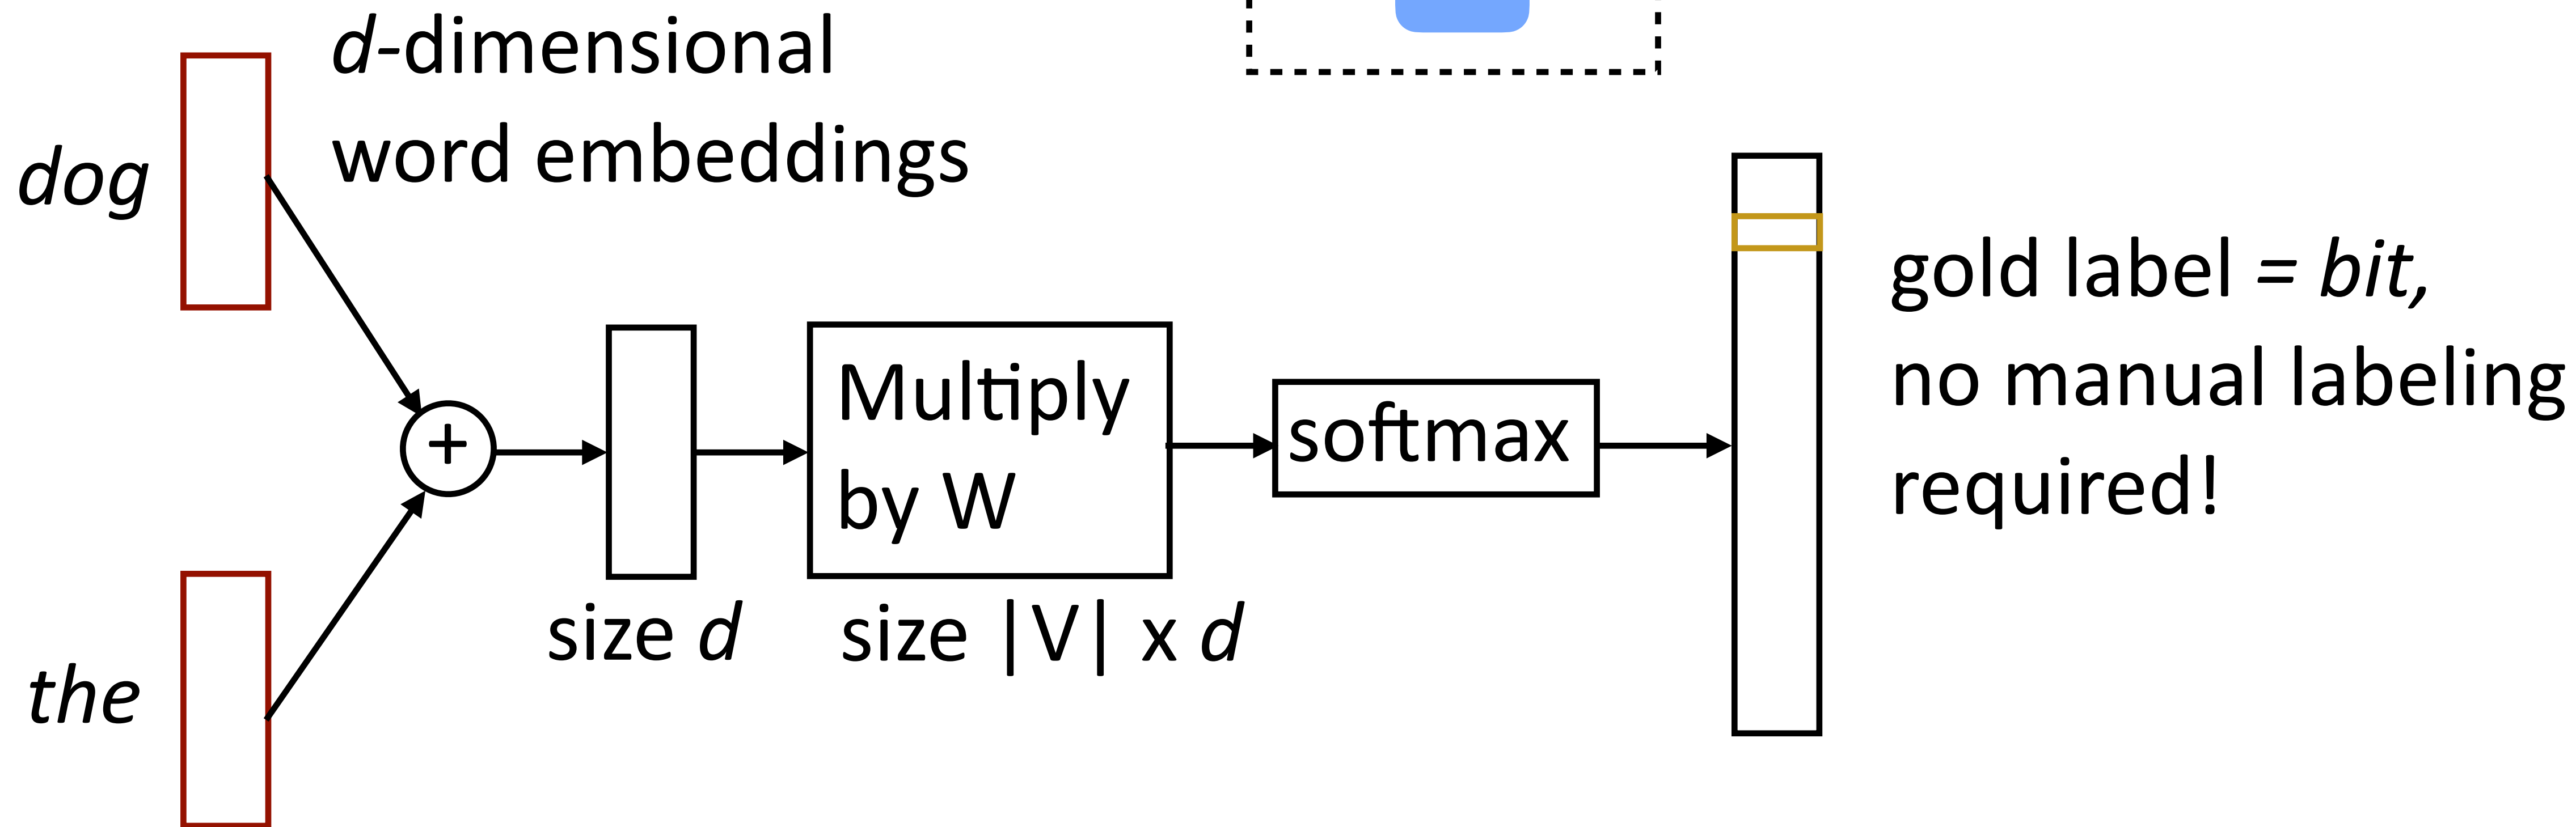 d-dimensional
word embeddings
dog
the
+
size d
Multiply
by W
size |V| x d
softmax
gold label = bit,
no manual labeling
required!